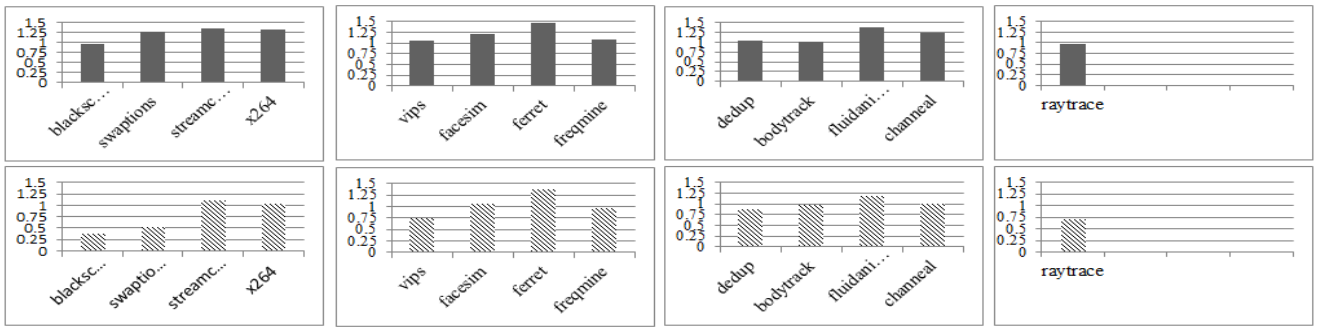 1.5
1.25
1
0.75
0.5
0.25
0
blacksc...
swaptions
streamc...
x264
1.5
1.25
1
0.75
0.5
0.25
0
vips
facesim
ferret
freqmine
1.5
1.25
1
0.75
0.5
0.25
0
dedup
bodytrack
fluidani...
channeal
1.5
1.25
1
0.75
0.5
0.25
0
raytrace
1.5
1.25
1
0.75
0.5
0.25
0
blacksc...
swaptio...
streamc...
x264
1.5
1.25
1
0.75
0.5
0.25
0
vips
facesim
ferret
freqmine
1.5
1.25
1
0.75
0.5
0.25
0
dedup
bodytrack
fluidani...
channeal
1.5
1.25
1
0.75
0.5
0.25
0
raytrace